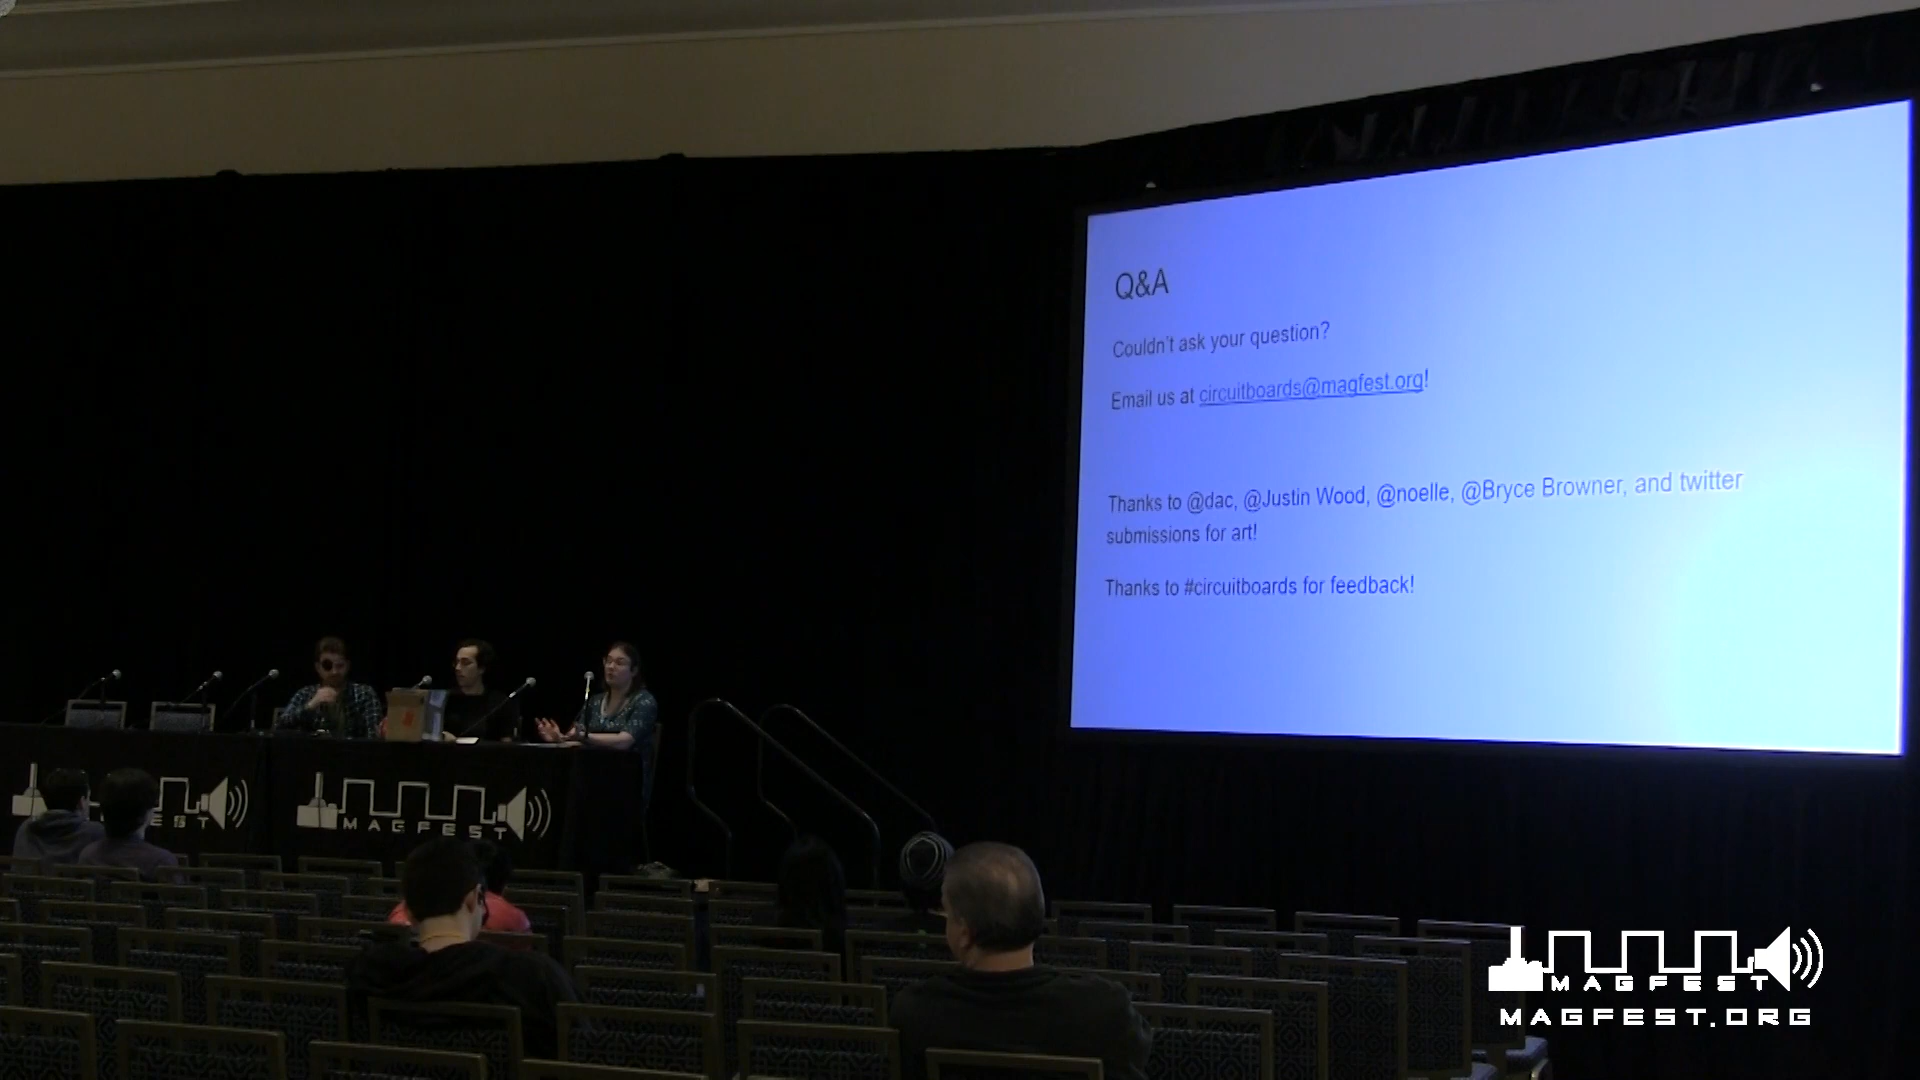 Q&A
Couldn't ask your question?
Email us at circuitboards@magfest.org!
Thanks to @dac, @Justin Wood, @noelle, @Bryce Browner, and twitter
submissions for art!
Thanks to #circuitboards for feedback!
EST
MAGFEST
MAGFEST
MAGFEST.ORG